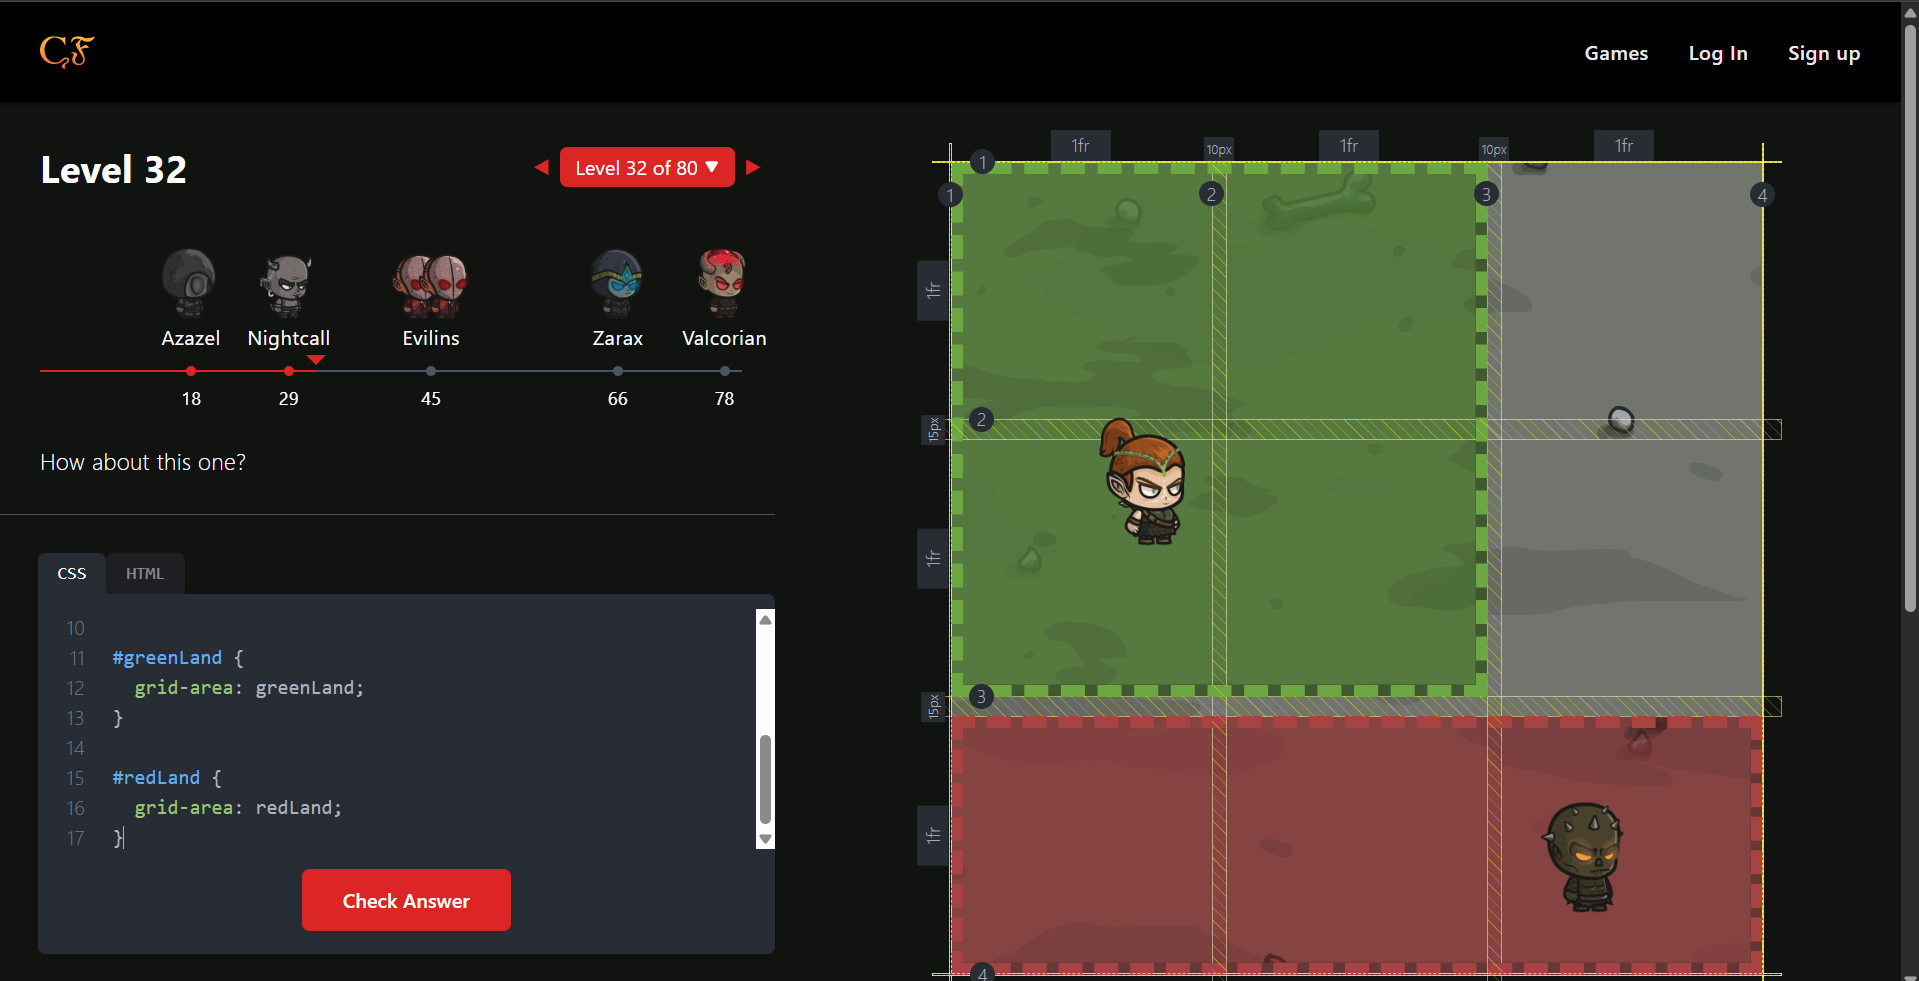 CF
Games
Log In
Sign up
Level 32
Level 32 of 80 ▼
Azazel
Nightcall
Evilins
Zarax
Valcorian
18
29
45
66
78
How about this one?
CSS
HTML
10
11 #greenLand {
12 grid-area: greenLand;
13 }
14
15 #redLand {
16 grid-area: redLand;
17 }
Check Answer
1fr
10px
1fr
10px
1fr
1
1
2
3
4
1fr
15px
2
1fr
15px
3
1fr
4